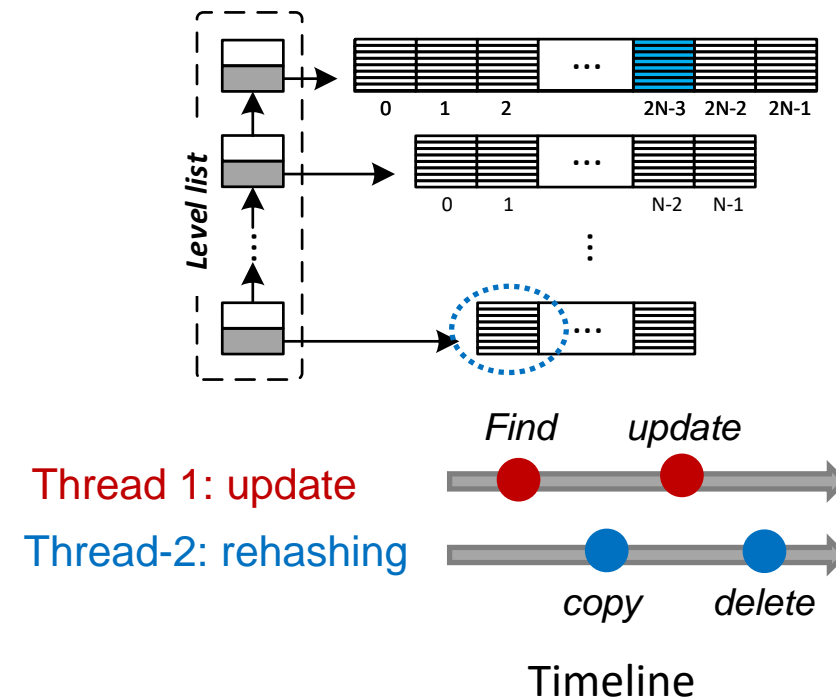 Level list
...
0 1 2 2N-3 2N-2 2N-1
...
0 1 N-2 N-1
...
...
...
Find update
Thread 1: update
Thread-2: rehashing
copy delete
Timeline